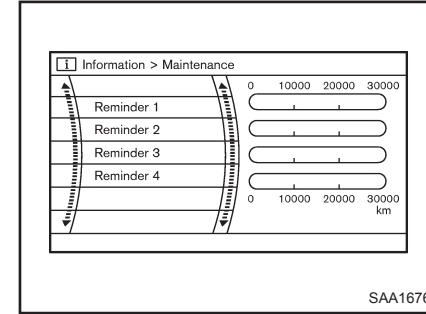 i Information > Maintenance
0 10000 20000 30000
Reminder 1
Reminder 2
Reminder 3
Reminder 4
0 10000 20000 30000
km
SAA1676